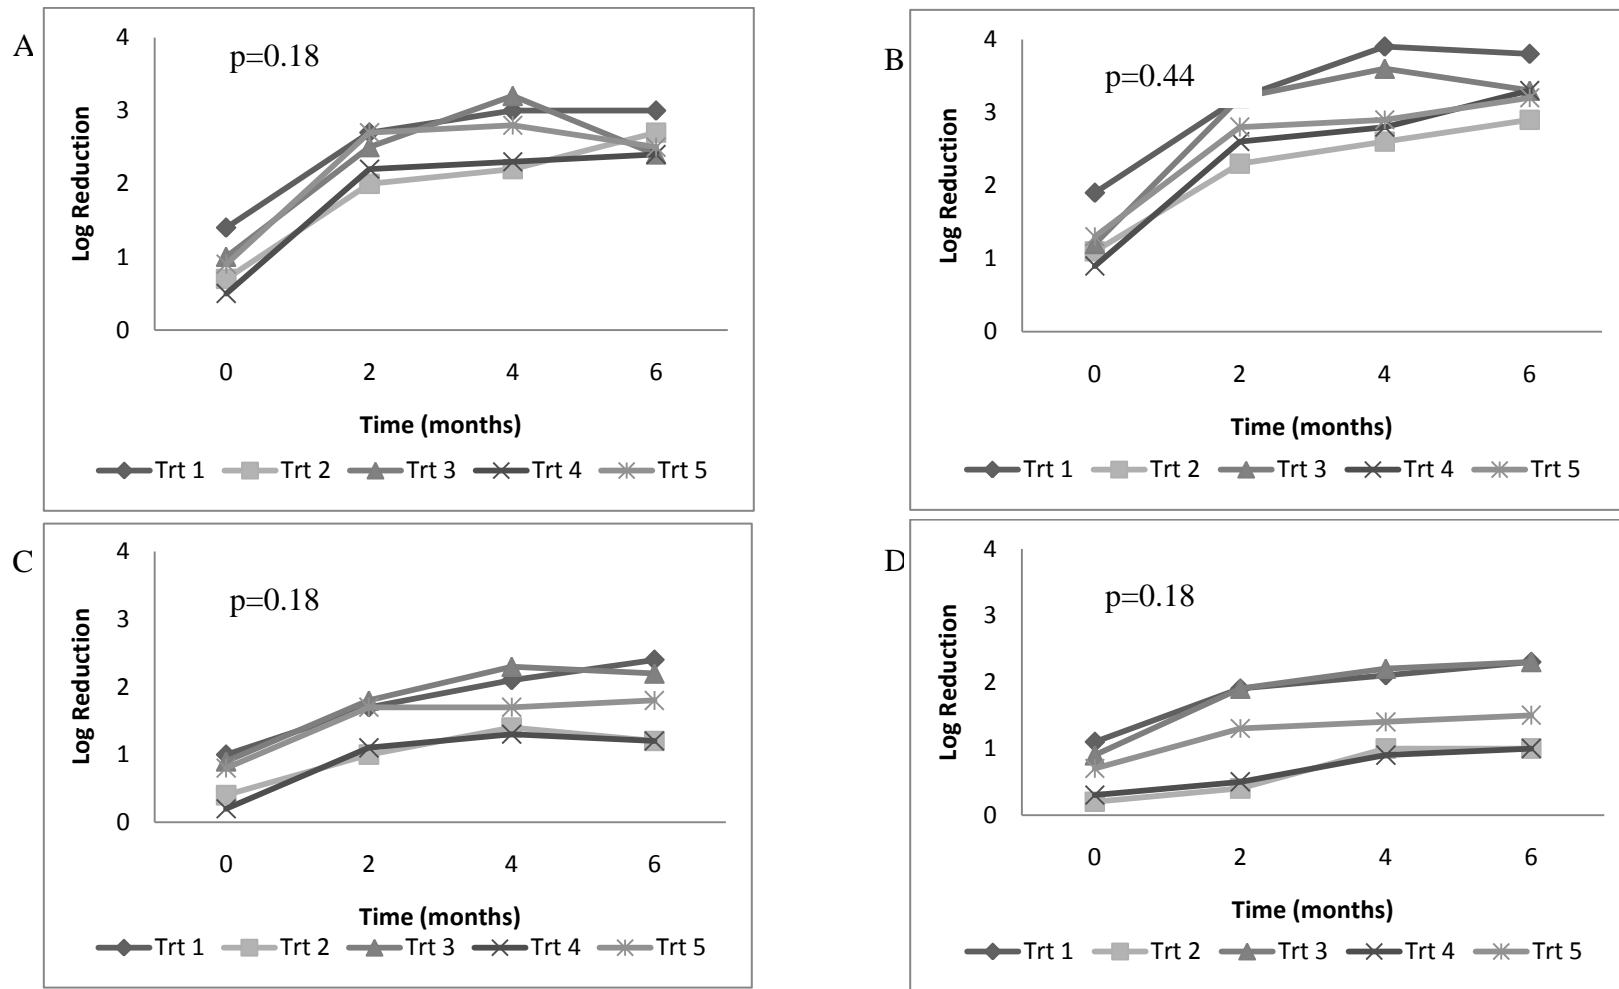 A
p=0.18
4
3
2
1
0
Log Reduction
0 2 4 6
Time (months)
Trt 1 Trt 2 Trt 3 Trt 4 Trt 5
B
p=0.44
4
3
2
1
0
Log Reduction
0 2 4 6
Time (months)
Trt 1 Trt 2 Trt 3 Trt 4 Trt 5
C
p=0.18
4
3
2
1
0
Log Reduction
0 2 4 6
Time (months)
Trt 1 Trt 2 Trt 3 Trt 4 Trt 5
D
p=0.18
4
3
2
1
0
Log Reduction
0 2 4 6
Time (months)
Trt 1 Trt 2 Trt 3 Trt 4 Trt 5